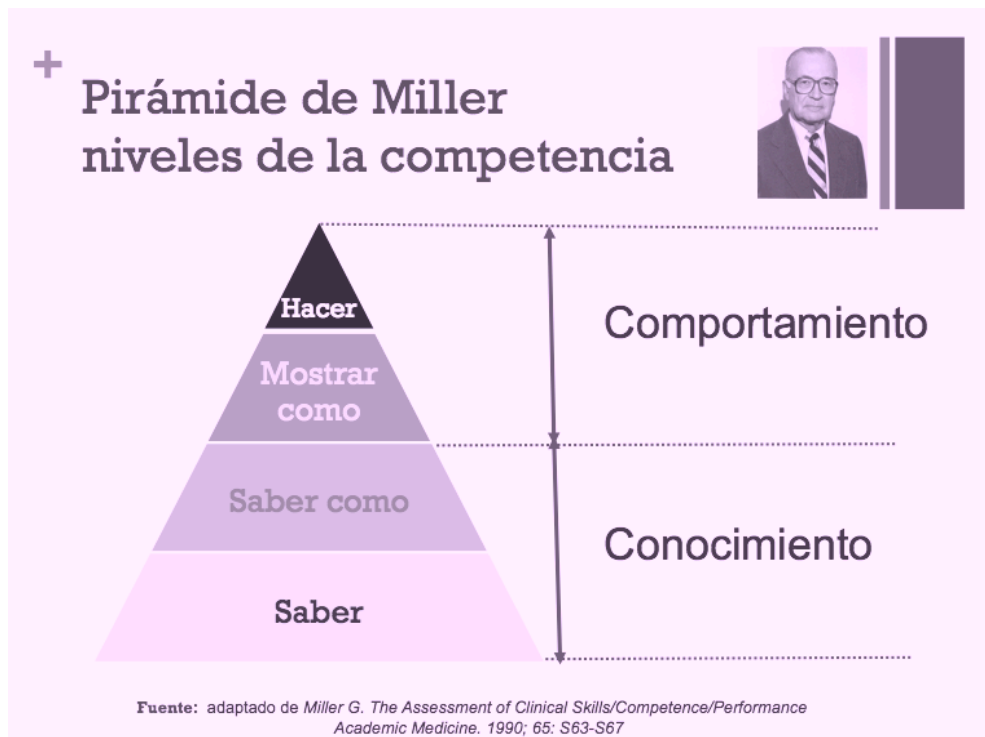 +
Pirámide de Miller
niveles de la competencia
Hacer
Mostrar
como
Saber como
Saber
Comportamiento
Conocimiento
Fuente: adaptado de Miller G. The Assessment of Clinical Skills/Competence/Performance
Academic Medicine. 1990; 65: S63-S67